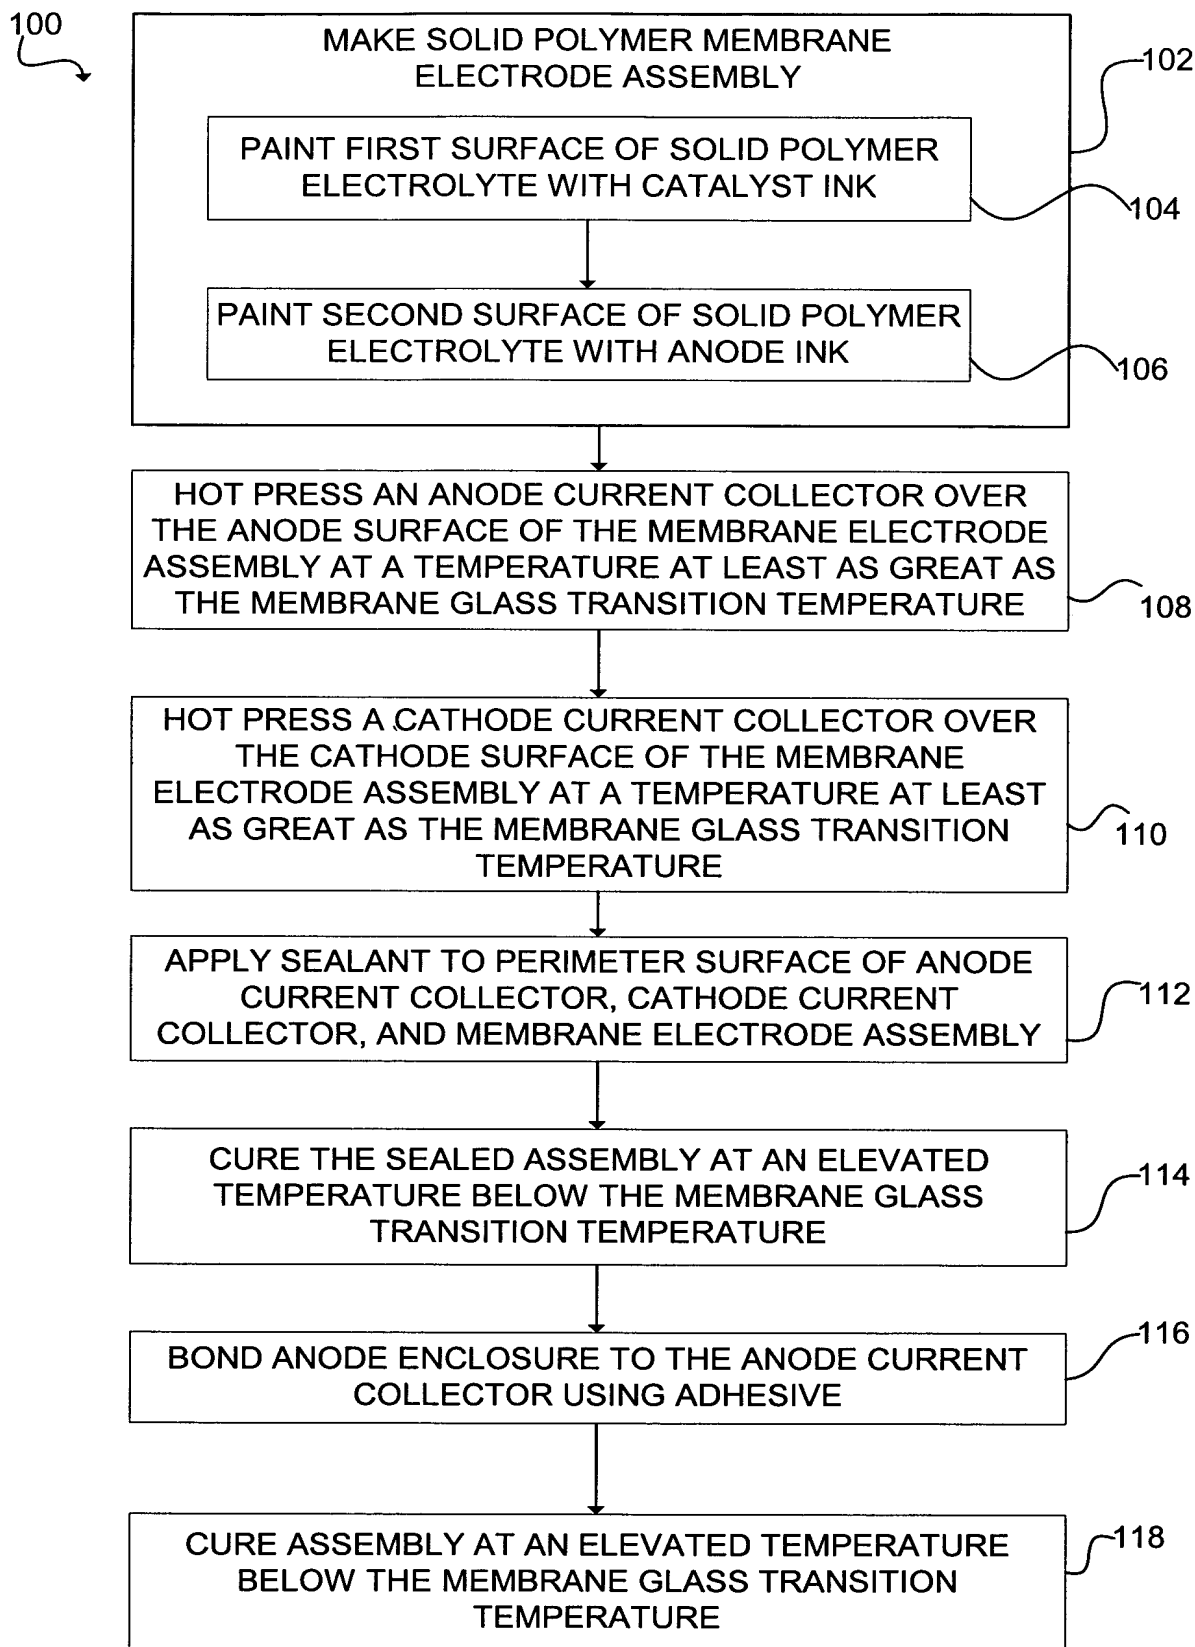 100
MAKE SOLID POLYMER MEMBRANE
ELECTRODE ASSEMBLY
102
PAINT FIRST SURFACE OF SOLID POLYMER
ELECTROLYTE WITH CATALYST INK
104
PAINT SECOND SURFACE OF SOLID POLYMER
ELECTROLYTE WITH ANODE INK
106
HOT PRESS AN ANODE CURRENT COLLECTOR OVER
THE ANODE SURFACE OF THE MEMBRANE ELECTRODE
ASSEMBLY AT A TEMPERATURE AT LEAST AS GREAT AS
THE MEMBRANE GLASS TRANSITION TEMPERATURE
108
HOT PRESS A CATHODE CURRENT COLLECTOR OVER
THE CATHODE SURFACE OF THE MEMBRANE
ELECTRODE ASSEMBLY AT A TEMPERATURE AT LEAST
AS GREAT AS THE MEMBRANE GLASS TRANSITION
TEMPERATURE
110
APPLY SEALANT TO PERIMETER SURFACE OF ANODE
CURRENT COLLECTOR, CATHODE CURRENT
COLLECTOR, AND MEMBRANE ELECTRODE ASSEMBLY
112
CURE THE SEALED ASSEMBLY AT AN ELEVATED
TEMPERATURE BELOW THE MEMBRANE GLASS
TRANSITION TEMPERATURE
114
BOND ANODE ENCLOSURE TO THE ANODE CURRENT
COLLECTOR USING ADHESIVE
116
CURE ASSEMBLY AT AN ELEVATED TEMPERATURE
BELOW THE MEMBRANE GLASS TRANSITION
TEMPERATURE
118